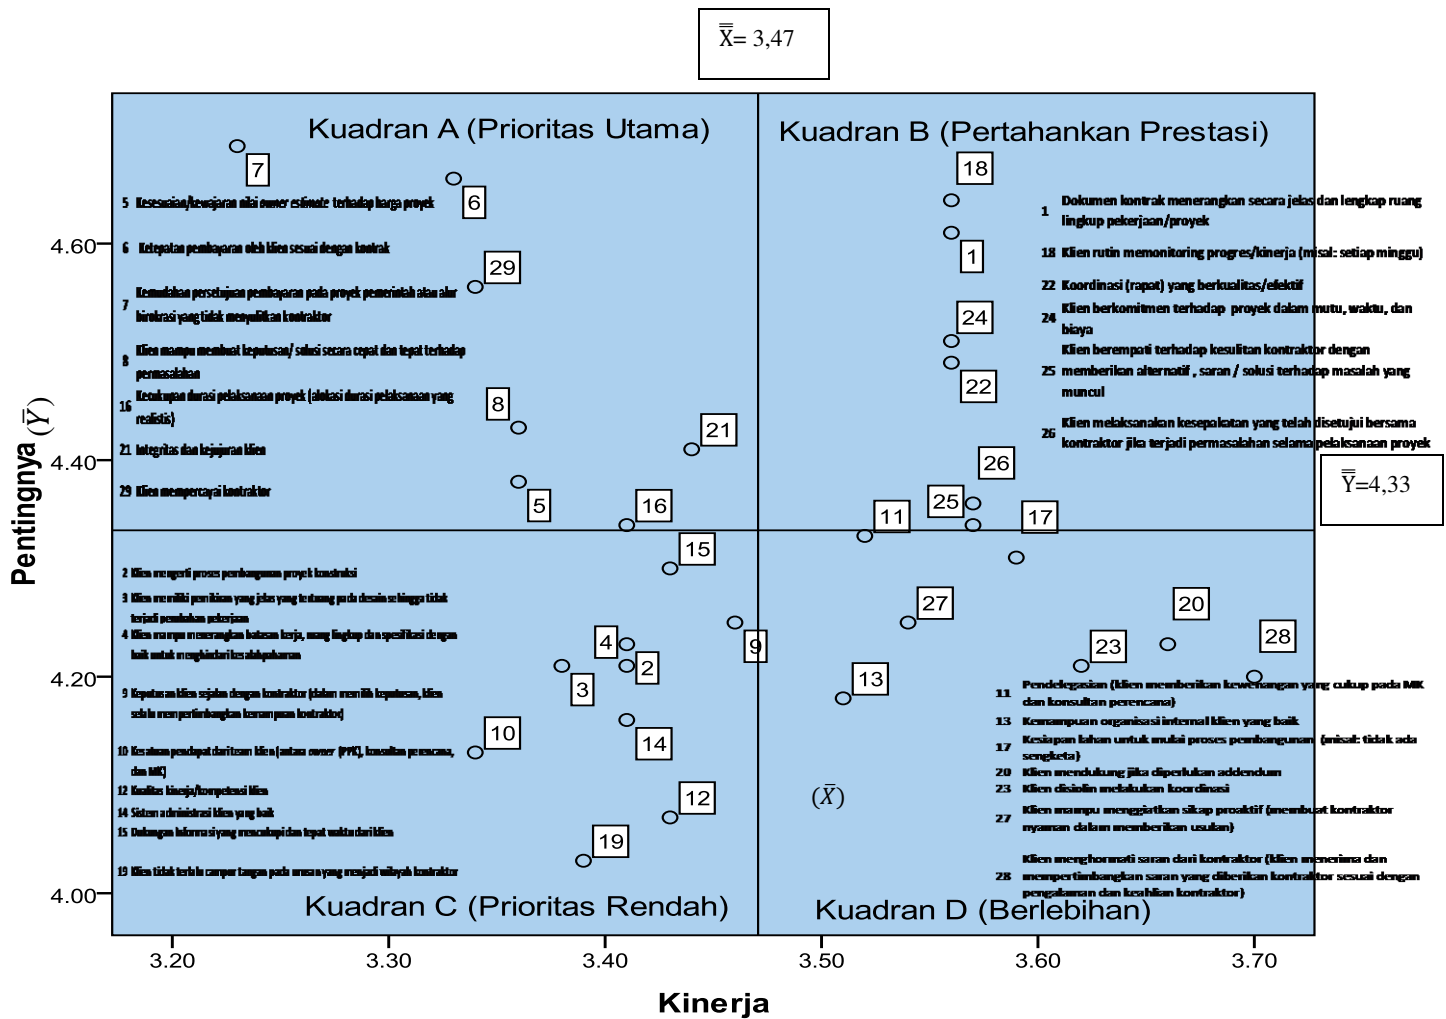 X̿= 3,47
Kuadran A (Prioritas Utama)
Kuadran B (Pertahankan Prestasi)
7
6
29
8
21
5
16
18
1
24
22
26
25
11
17
5 Kesesuaian/kewajaran nilai owner estimate terhadap harga proyek
6 Ketepatan pembayaran oleh klien sesuai dengan kontrak
7 Kemudahan persetujuan pembayaran pada proyek pemerintah atau alur
birokrasi yang tidak menyulitkan kontraktor
8 Klien mampu membuat keputusan/ solusi secara cepat dan tepat terhadap
permasalahan
16 Kecukupan durasi pelaksanaan proyek (alokasi durasi pelaksanaan yang
realistis)
21 Integritas dan kejujuran klien
29 Klien mempercayai kontraktor
1 Dokumen kontrak menerangkan secara jelas dan lengkap ruang
lingkup pekerjaan/proyek
18 Klien rutin memonitoring progres/kinerja (misal: setiap minggu)
22 Koordinasi (rapat) yang berkualitas/efektif
24 Klien berkomitmen terhadap proyek dalam mutu, waktu, dan
biaya
25 Klien berempati terhadap kesulitan kontraktor dengan
memberikan alternatif , saran / solusi terhadap masalah yang
muncul
26 Klien melaksanakan kesepakatan yang telah disetujui bersama
kontraktor jika terjadi permasalahan selama pelaksanaan proyek
Y̿=4,33
Pentingnya (Y̅)
4.60
4.40
4.20
4.00
15
9
4
2
3
14
10
12
19
27
13
20
23
28
2 Klien mengerti proses pembangunan proyek konstruksi
3 Klien memiliki pemikiran yang jelas yang tertuang pada desain sehingga tidak
terjadi perubahan pekerjaan
4 Klien mampu menerangkan batasan kerja, ruang lingkup dan spesifikasi dengan
baik untuk menghindari kesalahpahaman
9 Keputusan klien sejalan dengan kontraktor (dalam memilih keputusan, klien
selalu mempertimbangkan kemampuan kontraktor)
10 Kesatuan pendapat dari team klien (antara owner (PPK), konsultan perencana,
dan MK)
12 Kualitas kinerja/kompetensi klien
14 Sistem administrasi klien yang baik
15 Dukungan informasi yang mencukupi dan tepat waktu dari klien
19 Klien tidak terlalu campur tangan pada urusan yang menjadi wilayah kontraktor
11 Pendelegasian (klien memberikan kewenangan yang cukup pada MK
dan konsultan perencana)
13 Kemampuan organisasi internal klien yang baik
17 Kesiapan lahan untuk mulai proses pembangunan (misal: tidak ada
sengketa)
20 Klien mendukung jika diperlukan addendum
23 Klien disiplin melakukan koordinasi
27 Klien mampu menggiatkan sikap proaktif (membuat kontraktor
nyaman dalam memberikan usulan)
28 Klien menghormati saran dari kontraktor (klien menerima dan
mempertimbangkan saran yang diberikan kontraktor sesuai dengan
pengalaman dan keahlian kontraktor)
(X̅)
Kuadran C (Prioritas Rendah)
Kuadran D (Berlebihan)
3.20
3.30
3.40
3.50
3.60
3.70
Kinerja